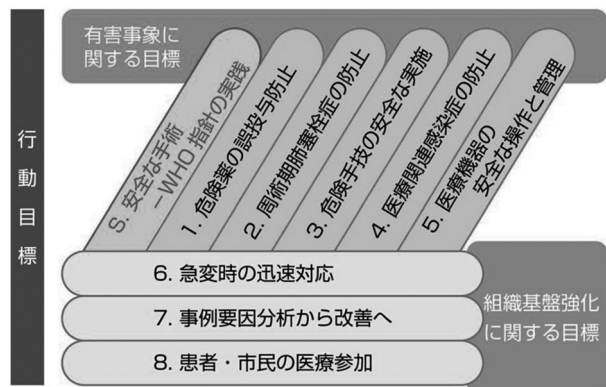 行動目標
有害事象に
関する目標
S. 安全な手術
－WHO 指針の実践
1. 危険薬の誤投与防止
2. 周術期肺塞栓症の防止
3. 危険手技の安全な実施
4. 医療関連感染症の防止
5. 医療機器の
安全な操作と管理
6. 急変時の迅速対応
7. 事例要因分析から改善へ
8. 患者・市民の医療参加
組織基盤強化
に関する目標